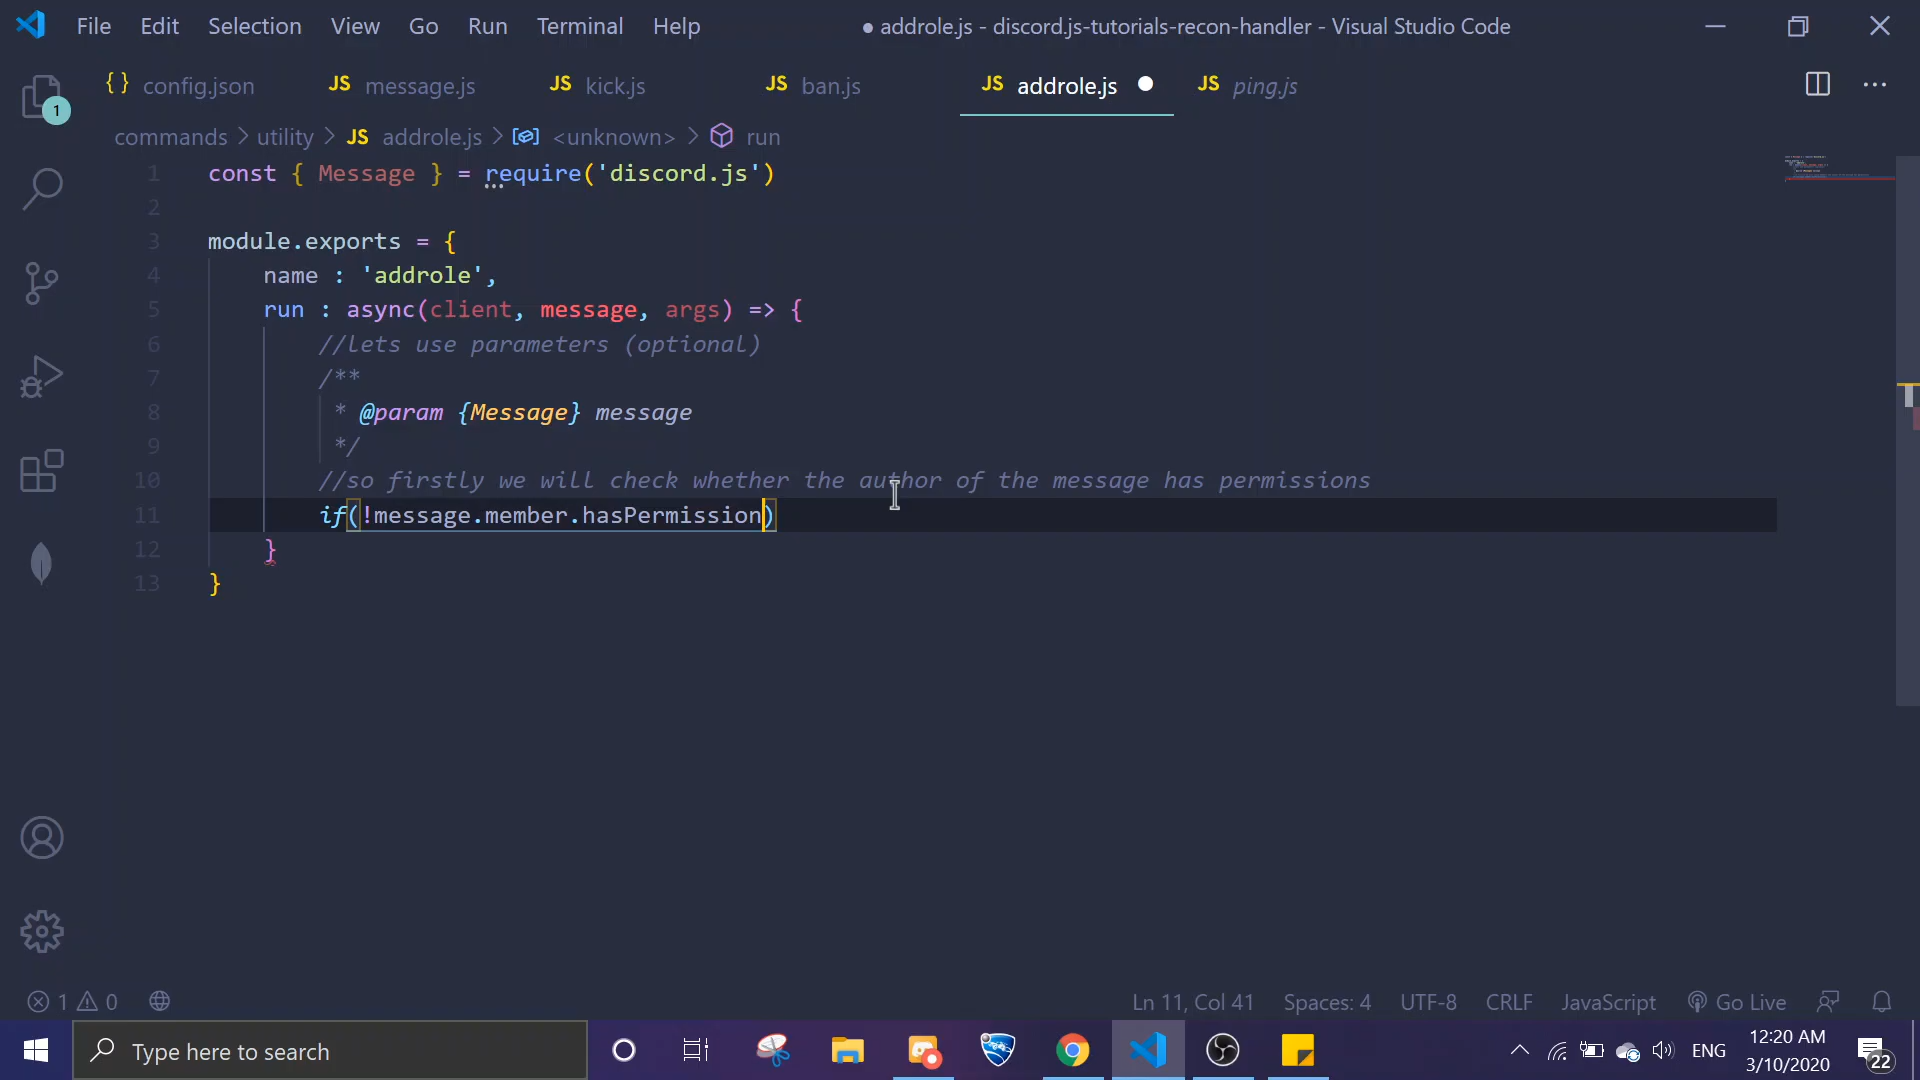 File Edit Selection View Go Run Terminal Help ● addrole.js - discord.js-tutorials-recon-handler - Visual Studio Code
{ } config.json JS message.js JS kick.js JS ban.js JS addrole.js ● JS ping.js ...
1
commands > utility > JS addrole.js > <unknown> > run
1 const { Message } = require('discord.js')
2
3 module.exports = {
4 name : 'addrole',
5 run : async(client, message, args) => {
6 //lets use parameters (optional)
7 /**
8 * @param {Message} message
9 */
10 //so firstly we will check whether the author of the message has permissions
11 if(!message.member.hasPermission)
12 }
13 }
1 0 Ln 11, Col 41 Spaces: 4 UTF-8 CRLF JavaScript Go Live
Type here to search ENG 12:20 AM
3/10/2020 22